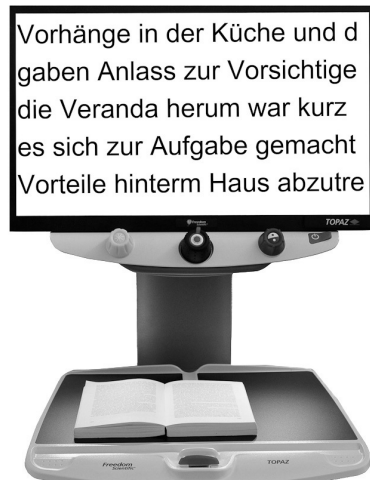 Vorhänge in der Küche und d
gaben Anlass zur Vorsichtige
die Veranda herum war kurz
es sich zur Aufgabe gemacht
Vorteile hinterm Haus abzutre
TOPAZ
Freedom
Scientific
TOPAZ